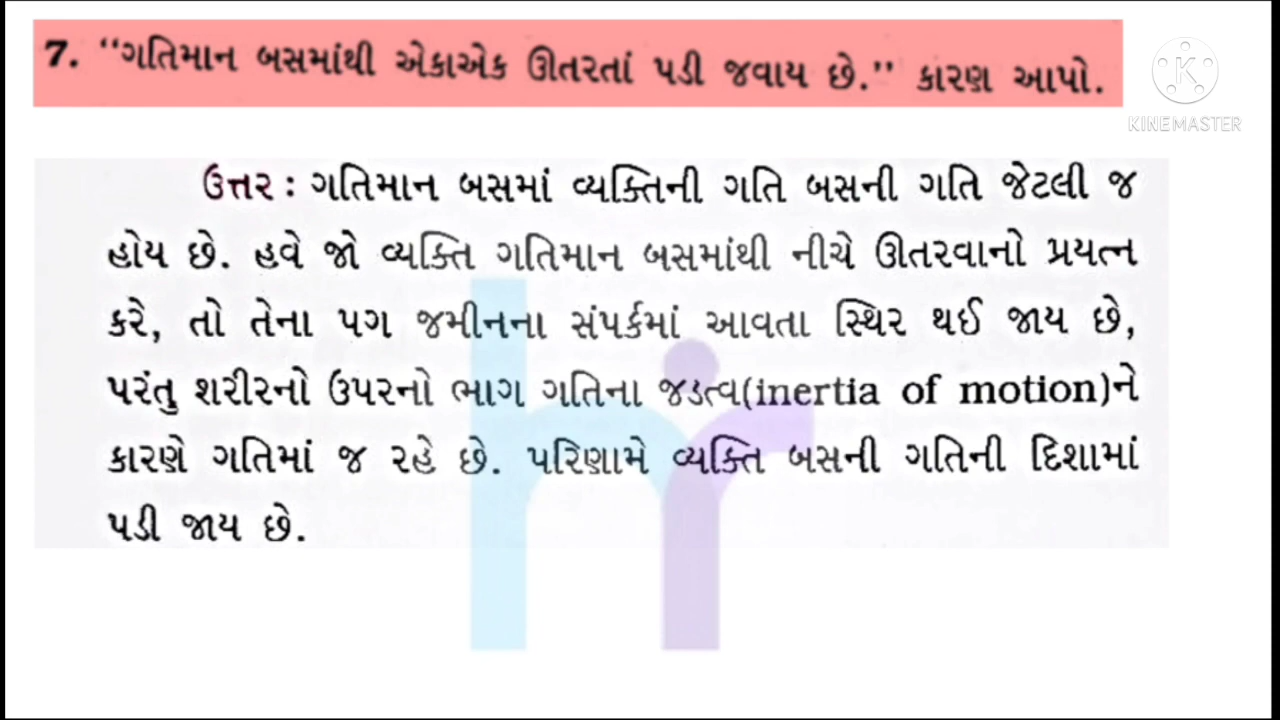 7. “ગતિમાન બસમાંથી એકાએક ઊતરતાં પડી જવાય છે.” કારણ આપો.
KINEMASTER
ઉત્તર : ગતિમાન બસમાં વ્યક્તિની ગતિ બસની ગતિ જેટલી જ
હોય છે. હવે જો વ્યક્તિ ગતિમાન બસમાંથી નીચે ઊતરવાનો પ્રયત્ન
કરે, તો તેના પગ જમીનના સંપર્કમાં આવતા સ્થિર થઈ જાય છે,
પરંતુ શરીરનો ઉપરનો ભાગ ગતિના જડત્વ(inertia of motion)ને
કારણે ગતિમાં જ રહે છે. પરિણામે વ્યક્તિ બસની ગતિની દિશામાં
પડી જાય છે.